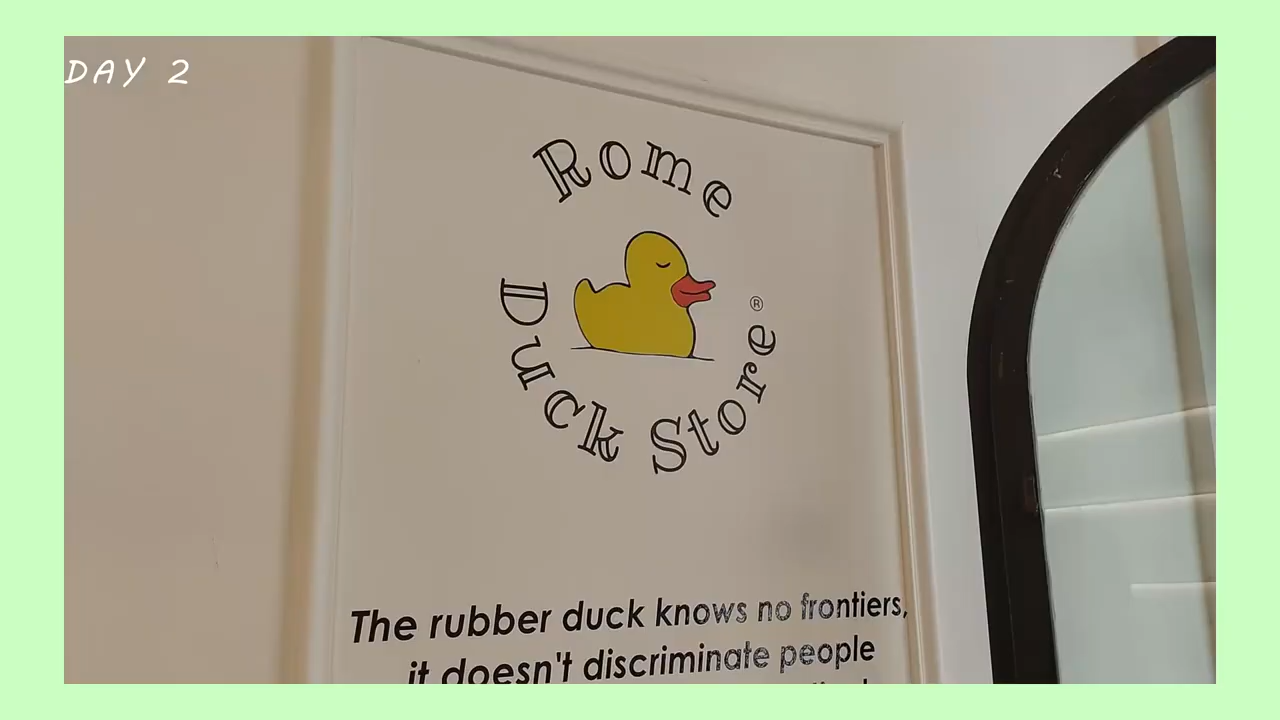 DAY 2
Rome
Duck Store®
The rubber duck knows no frontiers,
it doesn't discriminate people